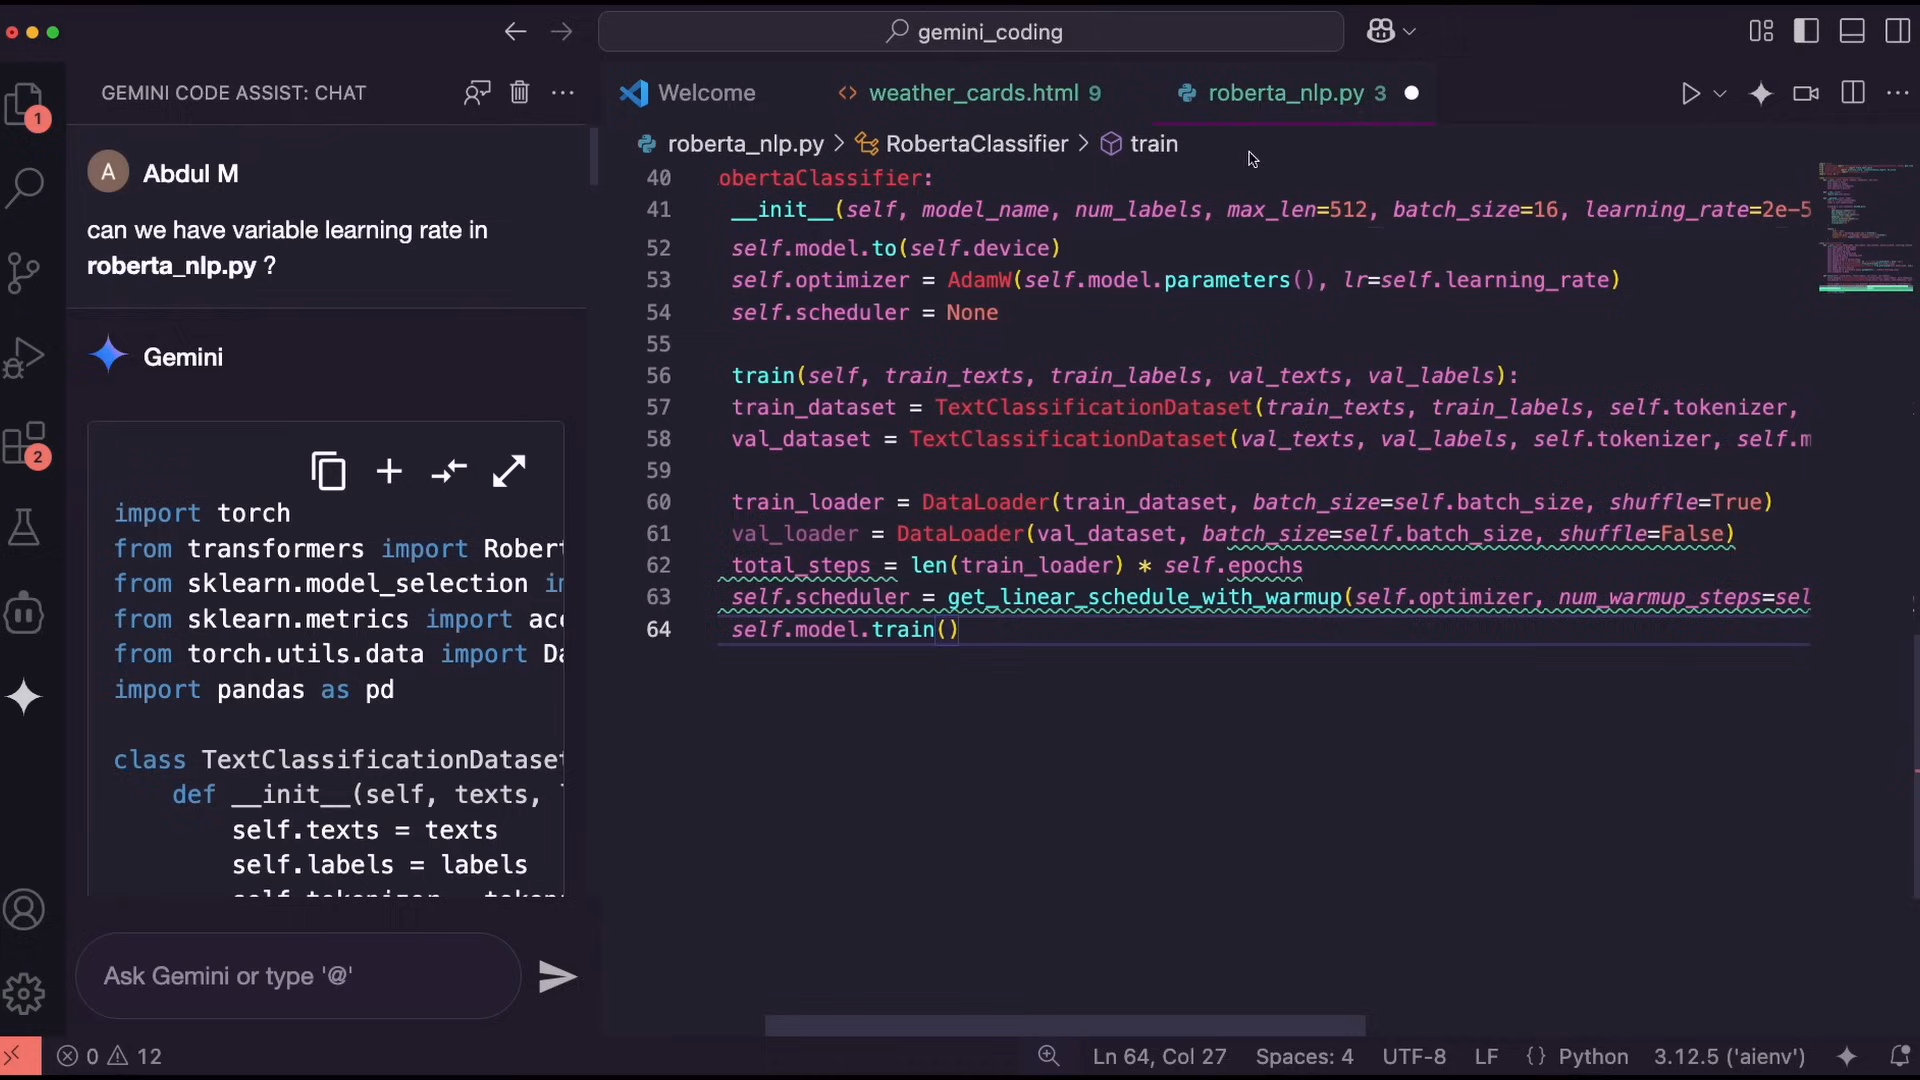 gemini_coding
GEMINI CODE ASSIST: CHAT
Welcome
weather_cards.html 9
roberta_nlp.py 3
1
A
Abdul M
can we have variable learning rate in
roberta_nlp.py ?
Gemini
import torch
from transformers import Rober
from sklearn.model_selection i
from sklearn.metrics import acc
from torch.utils.data import Da
import pandas as pd
class TextClassificationDataset
def __init__(self, texts,
self.texts = texts
self.labels = labels
Ask Gemini or type '@'
2
roberta_nlp.py > RobertaClassifier > train
40 obertaClassifier:
41 __init__(self, model_name, num_labels, max_len=512, batch_size=16, learning_rate=2e-5
52 self.model.to(self.device)
53 self.optimizer = AdamW(self.model.parameters(), lr=self.learning_rate)
54 self.scheduler = None
55
56 train(self, train_texts, train_labels, val_texts, val_labels):
57 train_dataset = TextClassificationDataset(train_texts, train_labels, self.tokenizer,
58 val_dataset = TextClassificationDataset(val_texts, val_labels, self.tokenizer, self.m
59
60 train_loader = DataLoader(train_dataset, batch_size=self.batch_size, shuffle=True)
61 val_loader = DataLoader(val_dataset, batch_size=self.batch_size, shuffle=False)
62 total_steps = len(train_loader) * self.epochs
63 self.scheduler = get_linear_schedule_with_warmup(self.optimizer, num_warmup_steps=sel
64 self.model.train()
0 12
Ln 64, Col 27 Spaces: 4 UTF-8 LF {} Python 3.12.5 ('aienv')